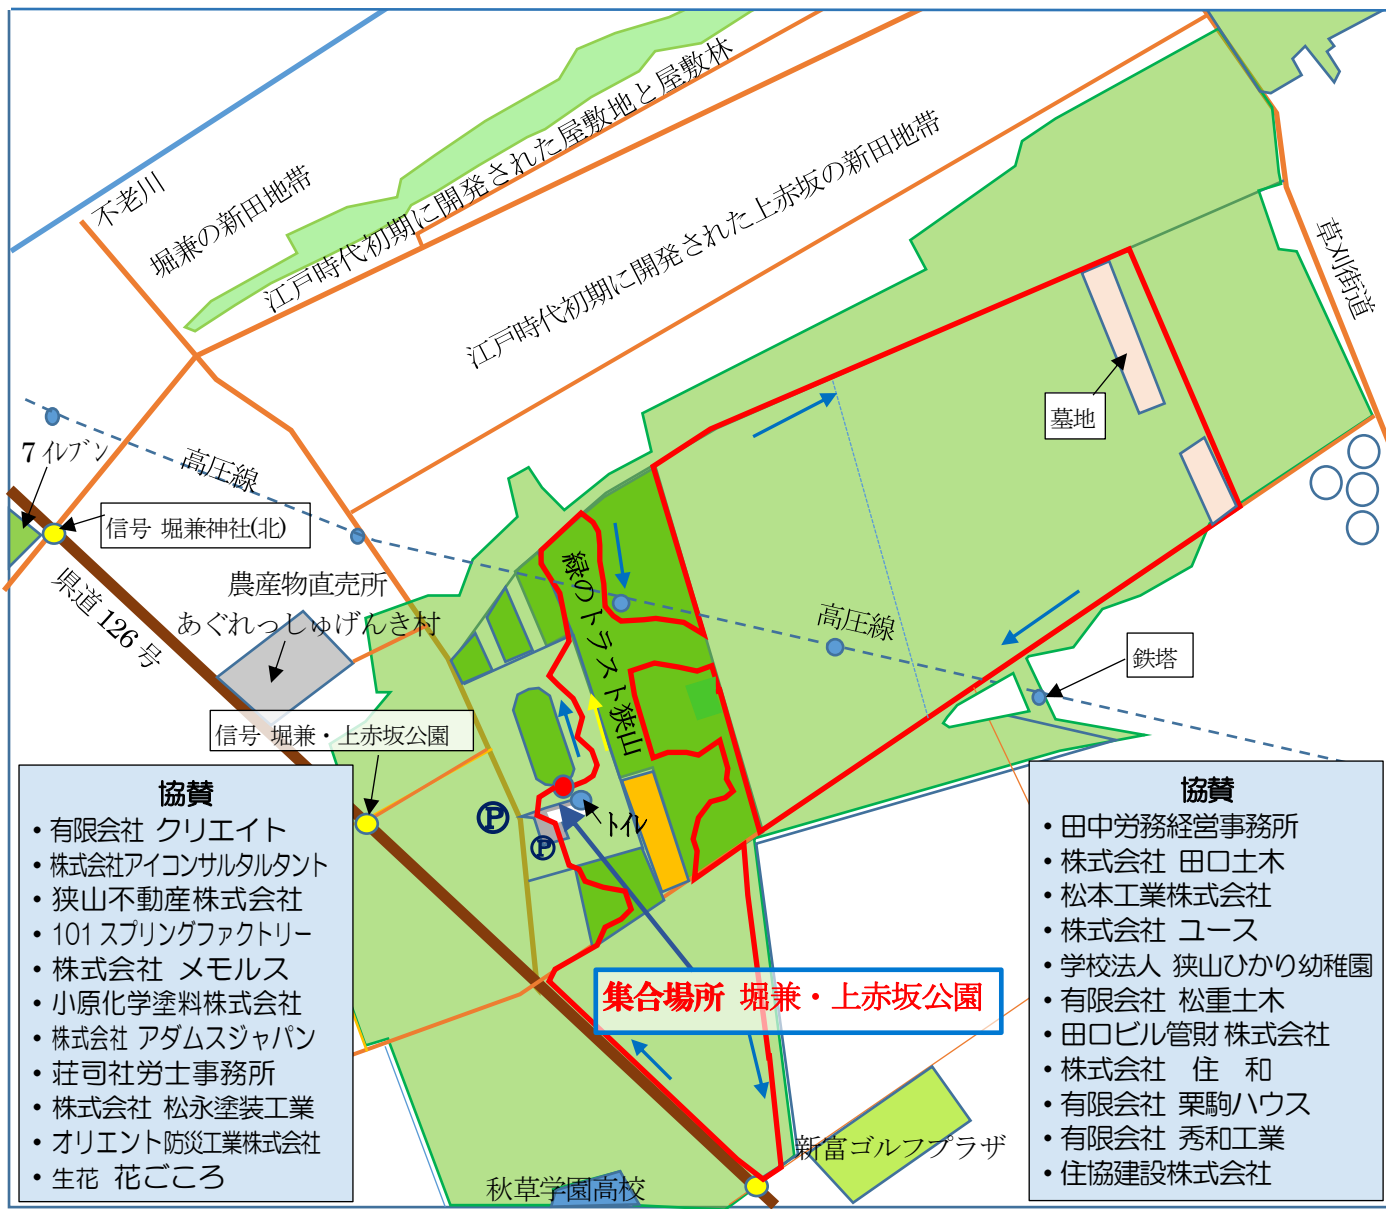 不老川
堀兼の新田地帯
江戸時代初期に開発された屋敷地と屋敷林
江戸時代初期に開発された上赤坂の新田地帯
草刈街道
墓地
7 イレブン
高圧線
信号 堀兼神社(北)
県道 126 号
農産物直売所
あぐれっしゅげんき村
緑のトラスト狭山
高圧線
鉄塔
信号 堀兼・上赤坂公園
Ⓟ
Ⓟ
トイレ
集合場所 堀兼・上赤坂公園
新富ゴルフプラザ
秋草学園高校
協賛
・有限会社 クリエイト
・株式会社アイコンサルタルタント
・狭山不動産株式会社
・101 スプリングファクトリー
・株式会社 メモルス
・小原化学塗料株式会社
・株式会社 アダムスジャパン
・荘司社労士事務所
・株式会社 松永塗装工業
・オリエント防災工業株式会社
・生花 花ごころ
協賛
・田中労務経営事務所
・株式会社 田口土木
・松本工業株式会社
・株式会社 ユース
・学校法人 狭山ひかり幼稚園
・有限会社 松重土木
・田口ビル管財 株式会社
・株式会社 住 和
・有限会社 栗駒ハウス
・有限会社 秀和工業
・住協建設株式会社